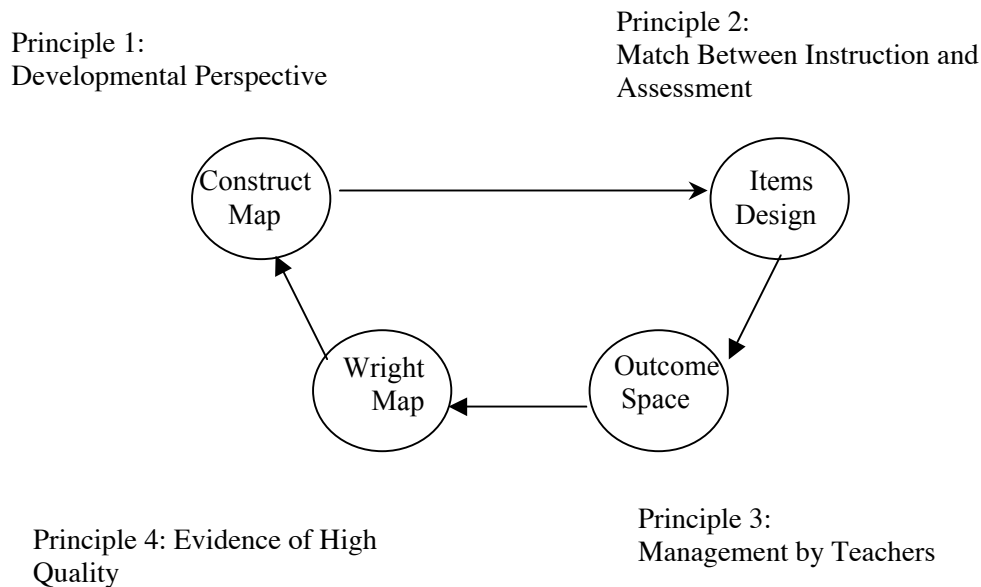 Principle 1:
Developmental Perspective
Principle 2:
Match Between Instruction and
Assessment
Construct
Map
Items
Design
Wright
Map
Outcome
Space
Principle 4: Evidence of High
Quality
Principle 3:
Management by Teachers